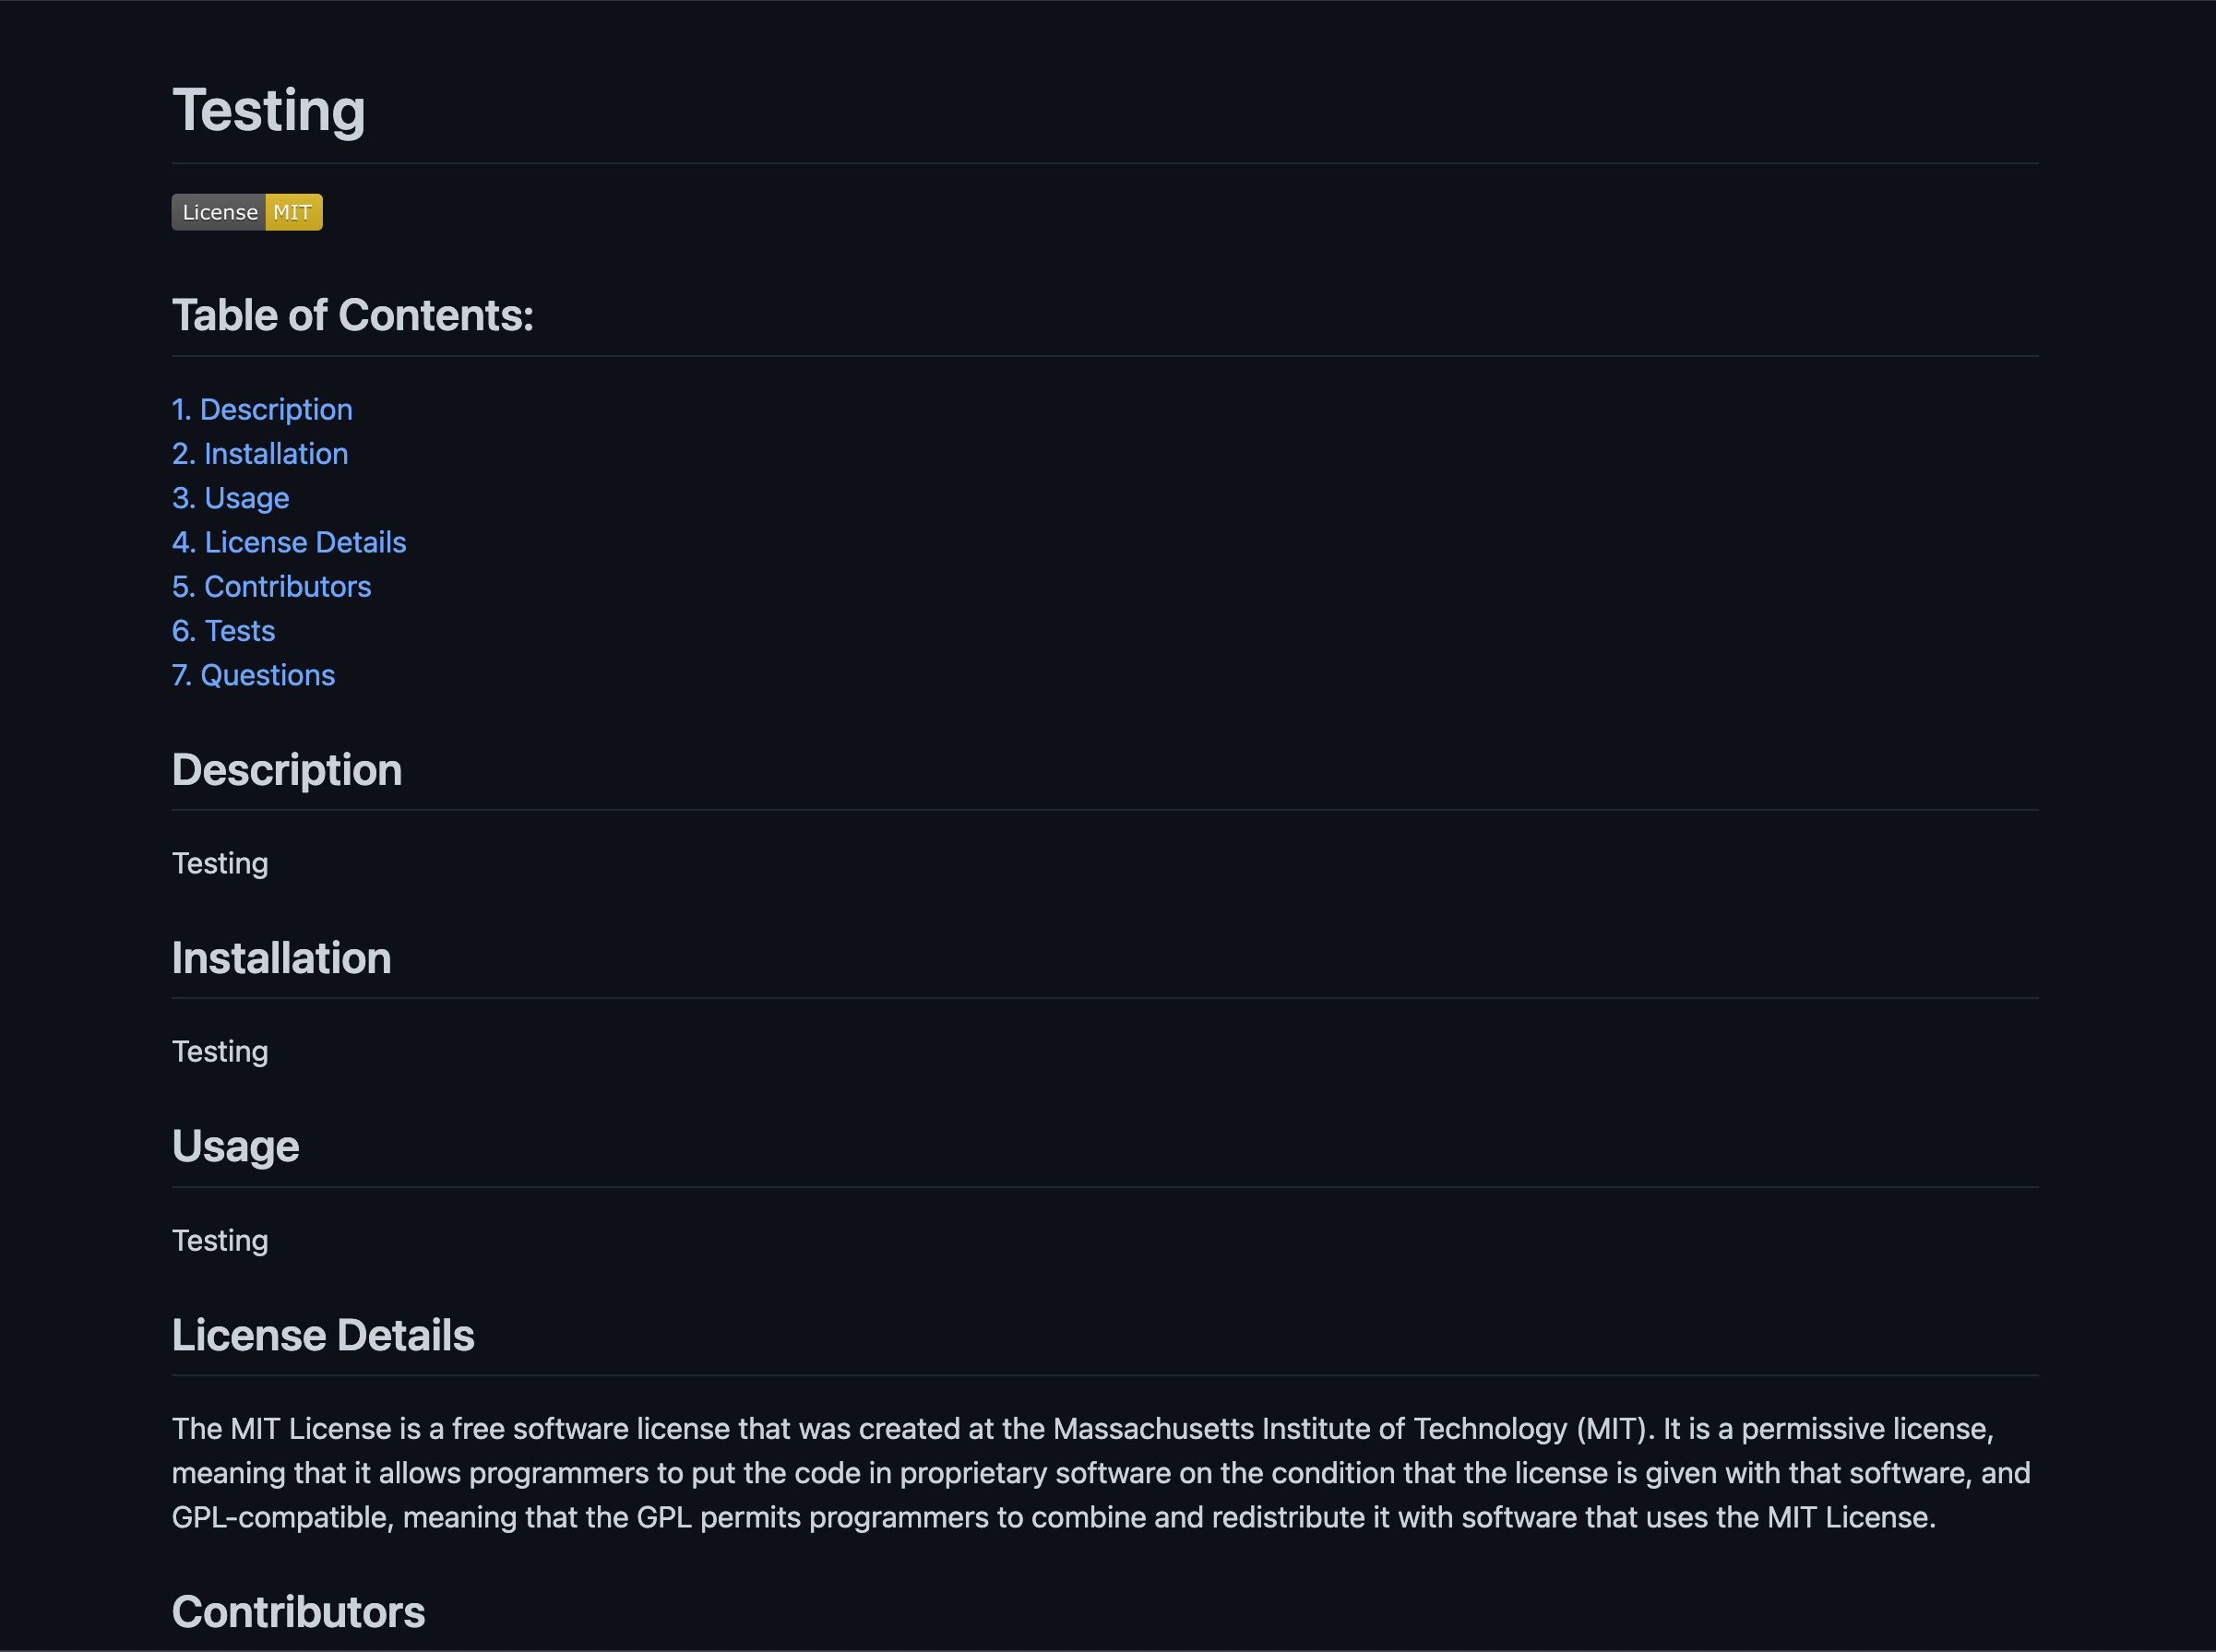 Testing
License MIT
Table of Contents:
1. Description
2. Installation
3. Usage
4. License Details
5. Contributors
6. Tests
7. Questions
Description
Testing
Installation
Testing
Usage
Testing
License Details
The MIT License is a free software license that was created at the Massachusetts Institute of Technology (MIT). It is a permissive license,
meaning that it allows programmers to put the code in proprietary software on the condition that the license is given with that software, and
GPL-compatible, meaning that the GPL permits programmers to combine and redistribute it with software that uses the MIT License.
Contributors